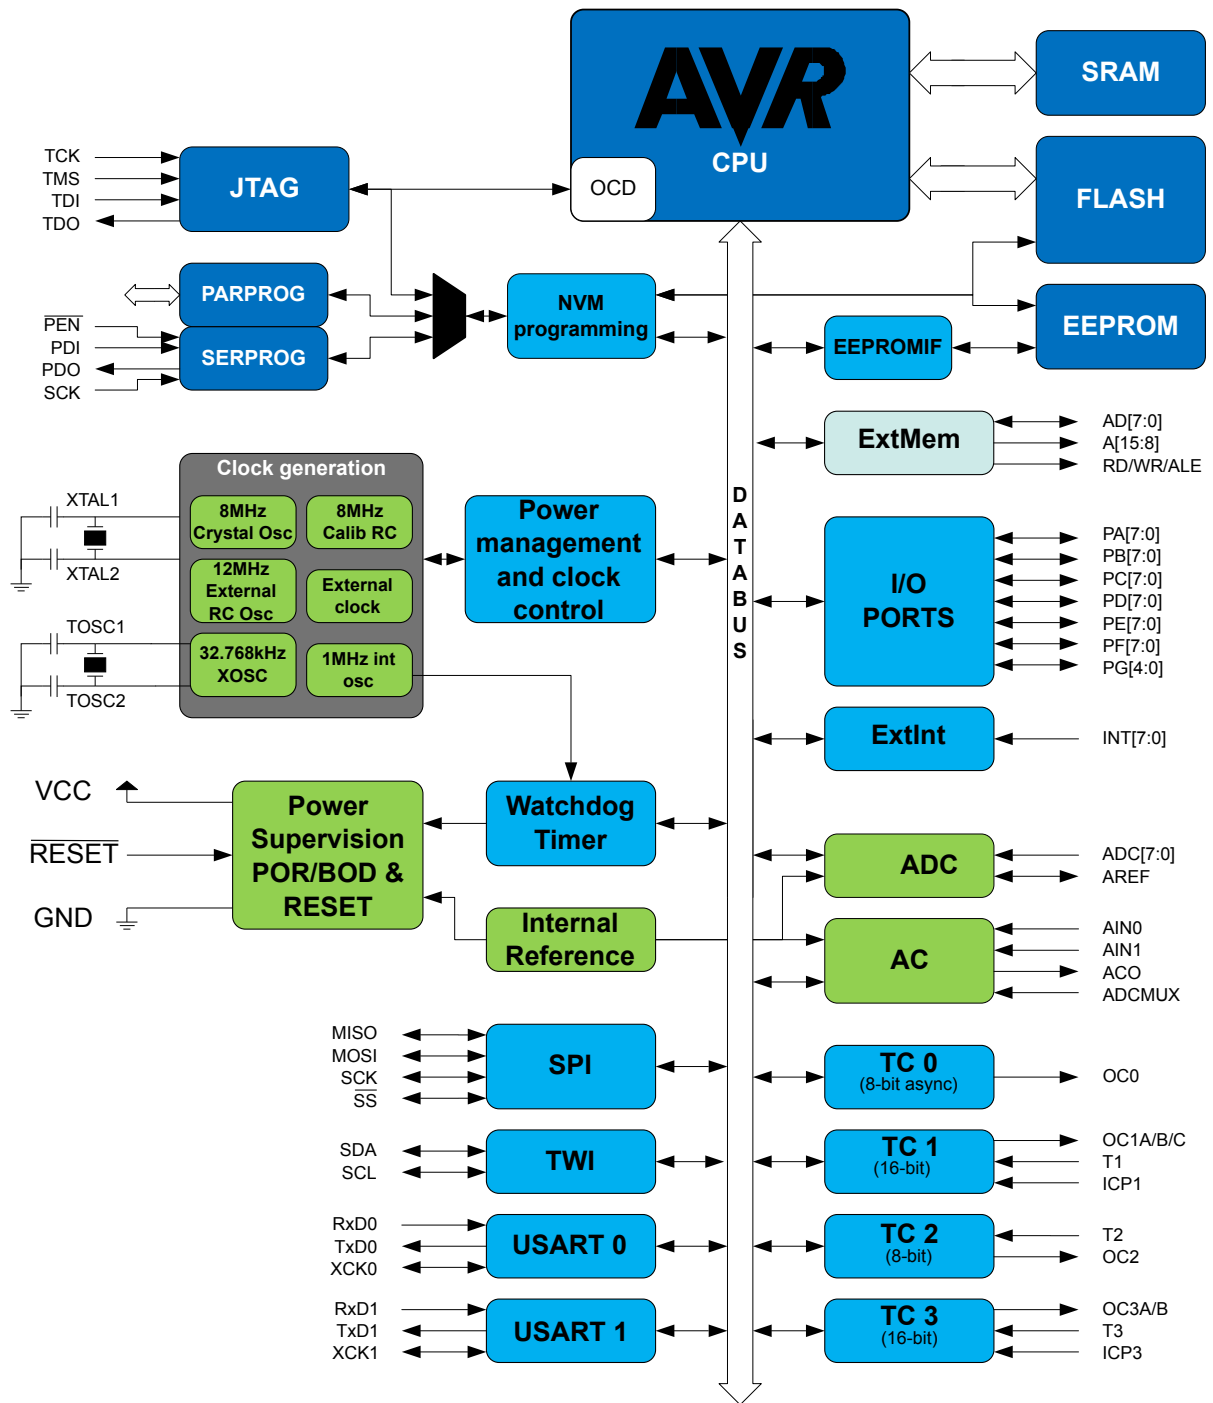 AVR
CPU
OCD
SRAM
FLASH
EEPROM
TCK
TMS
TDI
TDO
JTAG
PARPROG
SERPROG
PEN
PDI
PDO
SCK
NVM
programming
EEPROMIF
ExtMem
AD[7:0]
A[15:8]
RD/WR/ALE
Clock generation
8MHz
Crystal Osc
8MHz
Calib RC
12MHz
External
RC Osc
External
clock
32.768kHz
XOSC
1MHz int
osc
XTAL1
XTAL2
TOSC1
TOSC2
Power
management
and clock
control
DATABUS
I/O
PORTS
PA[7:0]
PB[7:0]
PC[7:0]
PD[7:0]
PE[7:0]
PF[7:0]
PG[4:0]
ExtInt
INT[7:0]
VCC
RESET
GND
Power
Supervision
POR/BOD &
RESET
Watchdog
Timer
Internal
Reference
ADC
ADC[7:0]
AREF
AC
AIN0
AIN1
ACO
ADCMUX
MISO
MOSI
SCK
SS
SPI
TC 0
(8-bit async)
OC0
SDA
SCL
TWI
TC 1
(16-bit)
OC1A/B/C
T1
ICP1
RxD0
TxD0
XCK0
USART 0
TC 2
(8-bit)
T2
OC2
RxD1
TxD1
XCK1
USART 1
TC 3
(16-bit)
OC3A/B
T3
ICP3